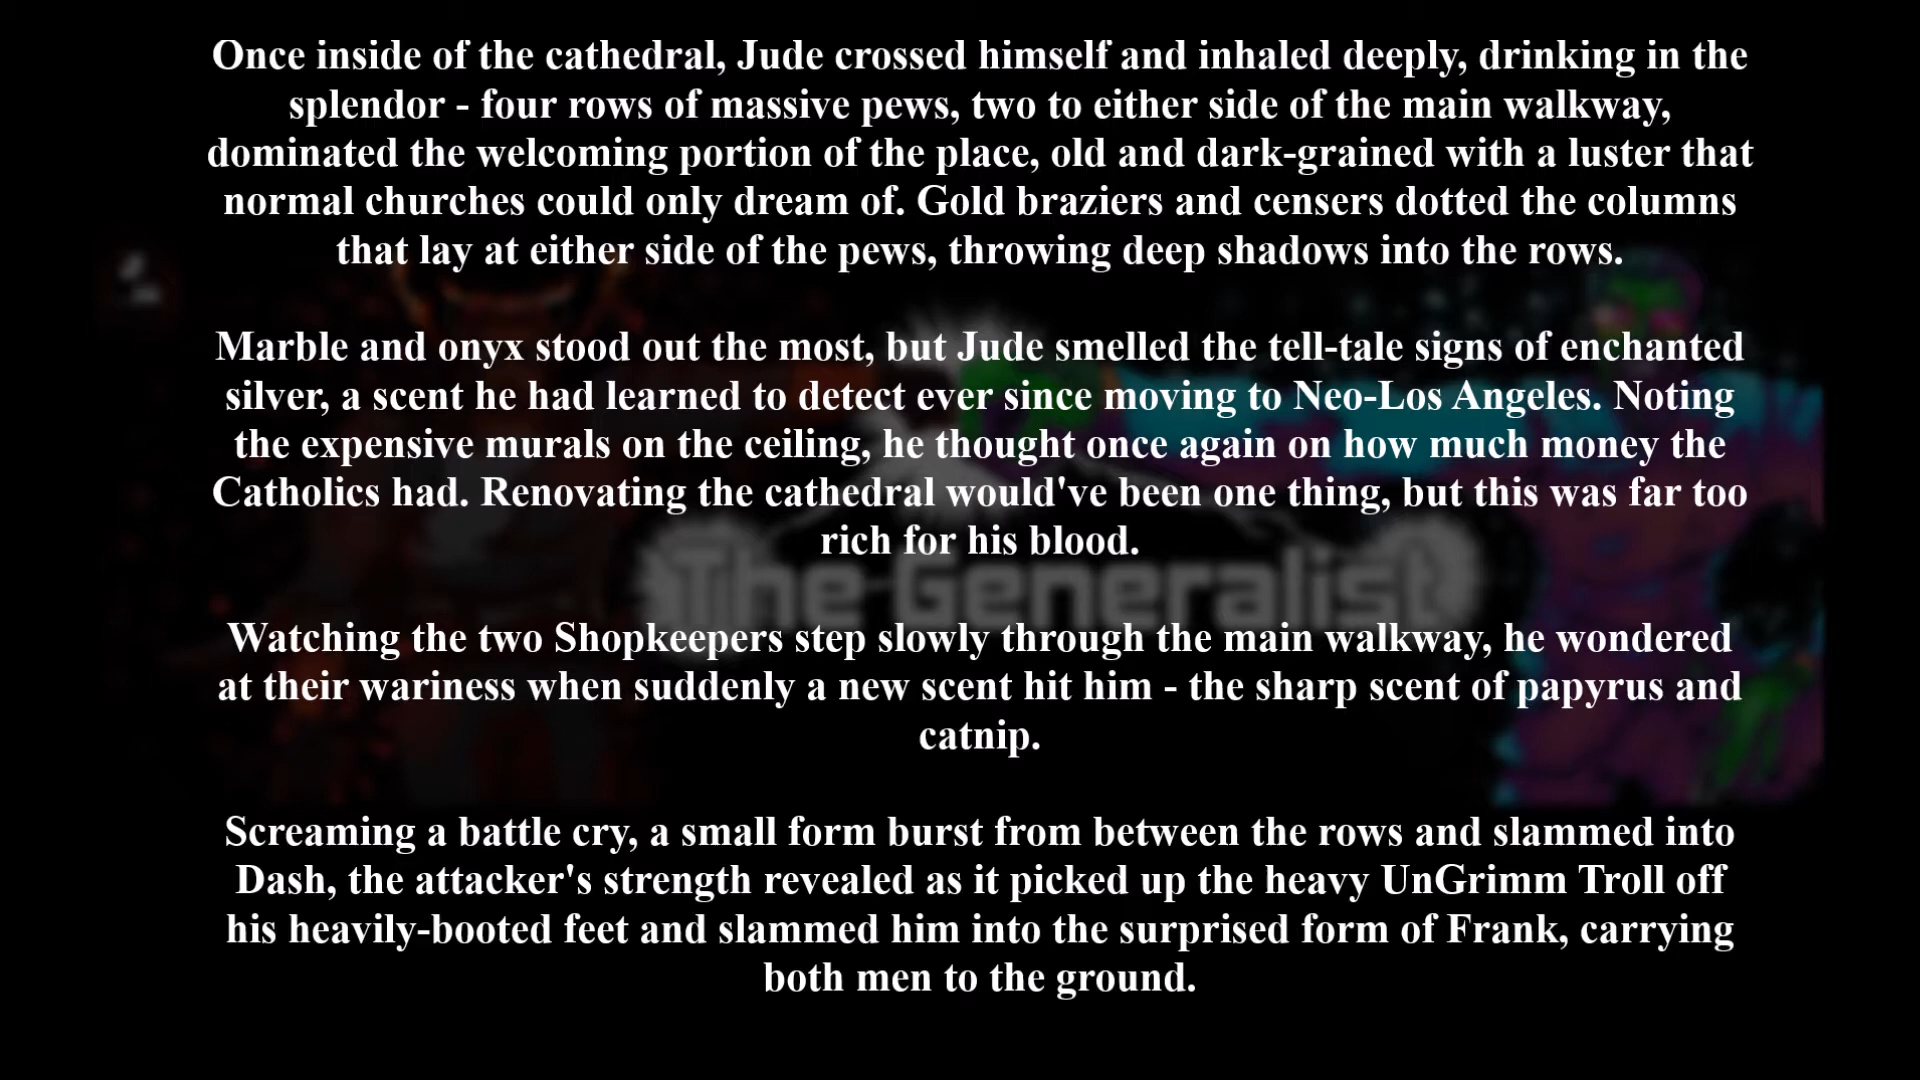 Once inside of the cathedral, Jude crossed himself and inhaled deeply, drinking in the
splendor - four rows of massive pews, two to either side of the main walkway,
dominated the welcoming portion of the place, old and dark-grained with a luster that
normal churches could only dream of. Gold braziers and censers dotted the columns
that lay at either side of the pews, throwing deep shadows into the rows.
Marble and onyx stood out the most, but Jude smelled the tell-tale signs of enchanted
silver, a scent he had learned to detect ever since moving to Neo-Los Angeles. Noting
the expensive murals on the ceiling, he thought once again on how much money the
Catholics had. Renovating the cathedral would've been one thing, but this was far too
rich for his blood.
The Generalist
Watching the two Shopkeepers step slowly through the main walkway, he wondered
at their wariness when suddenly a new scent hit him - the sharp scent of papyrus and
catnip.
Screaming a battle cry, a small form burst from between the rows and slammed into
Dash, the attacker's strength revealed as it picked up the heavy UnGrimm Troll off
his heavily-booted feet and slammed him into the surprised form of Frank, carrying
both men to the ground.